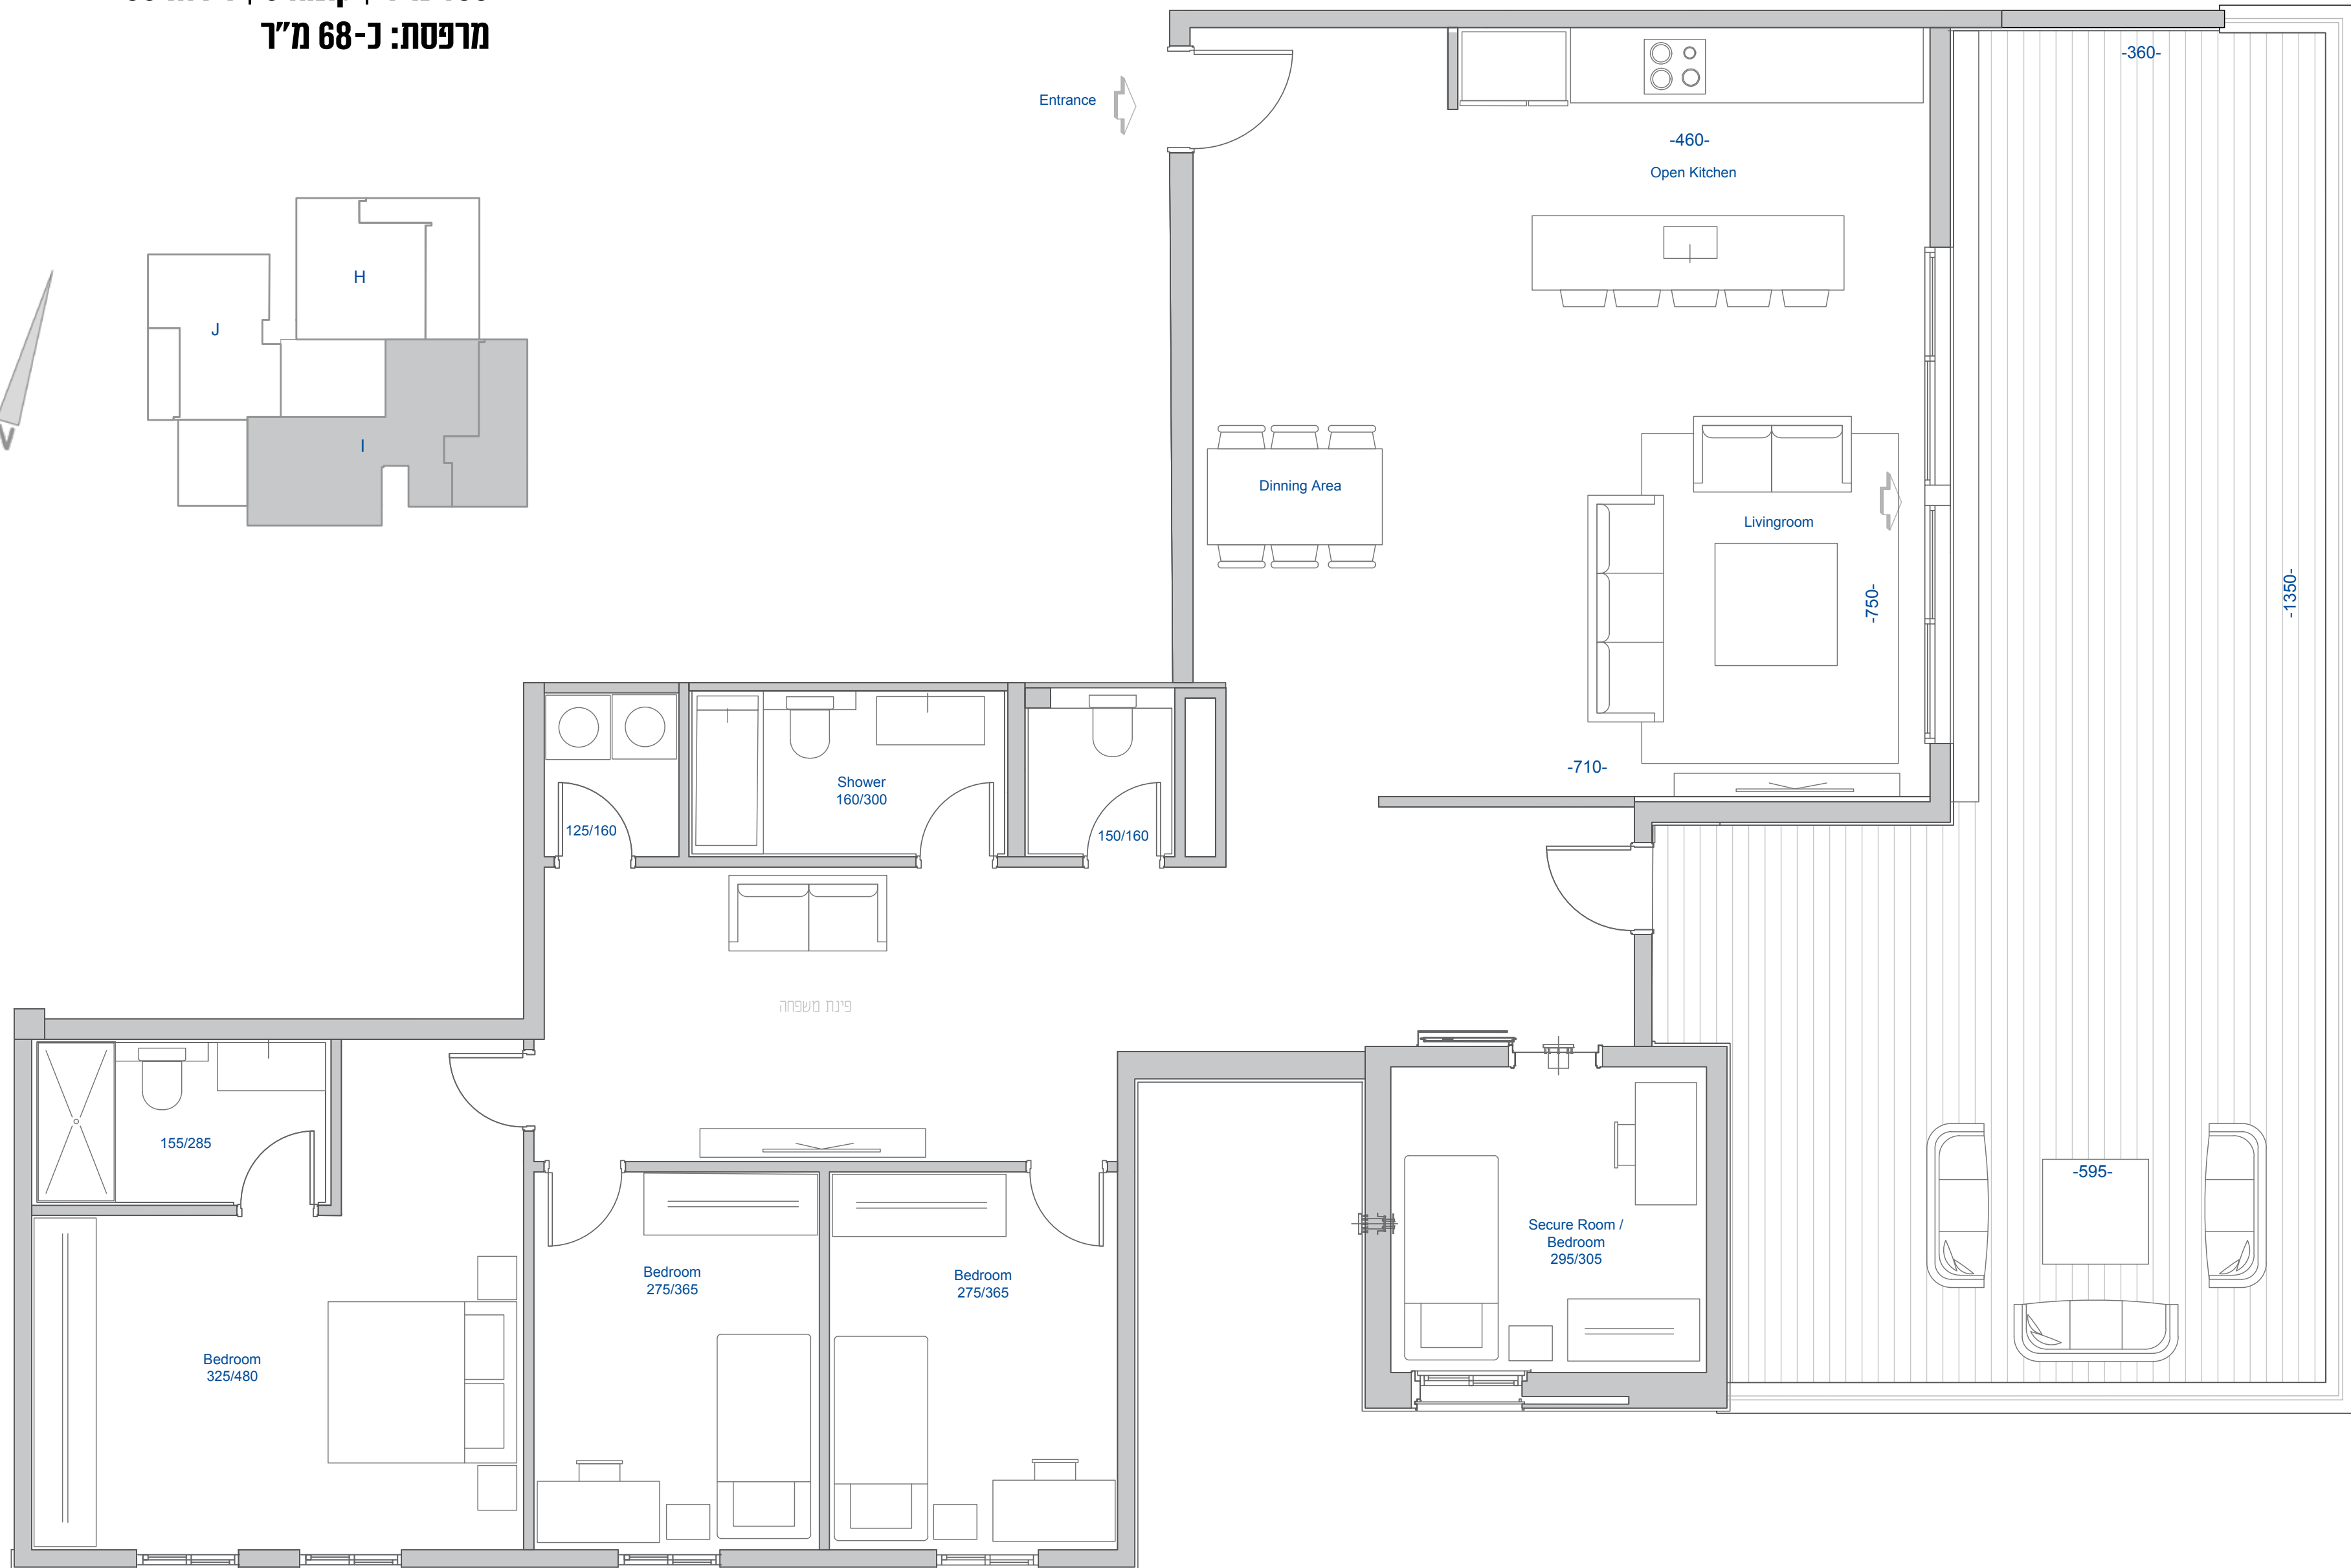 מרפסת: כ-68 מ״ר
-360-
Entrance
-460-
Open Kitchen
H
J
I
Dinning Area
Livingroom
-750-
-1350-
-710-
Shower
160/300
125/160
150/160
פינת משפחה
155/285
-595-
Secure Room /
Bedroom
295/305
Bedroom
275/365
Bedroom
275/365
Bedroom
325/480